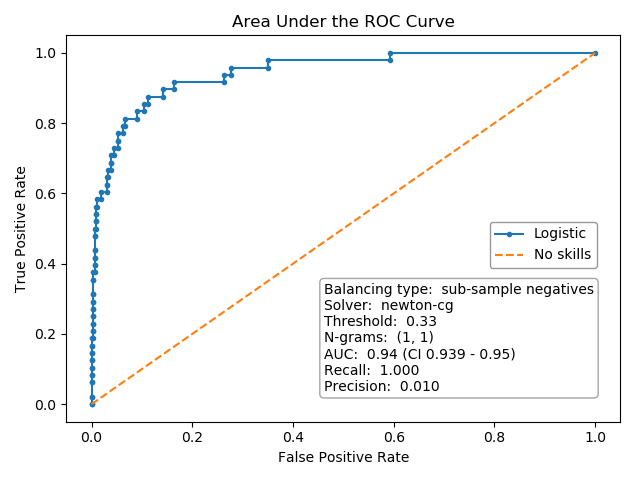 Area Under the ROC Curve
True Positive Rate
1.0
0.8
0.6
0.4
0.2
0.0
Logistic
No skills
Balancing type:  sub-sample negatives
Solver:  newton-cg
Threshold:  0.33
N-grams:  (1, 1)
AUC:  0.94 (CI 0.939 - 0.95)
Recall:  1.000
Precision:  0.010
0.0 0.2 0.4 0.6 0.8 1.0
False Positive Rate